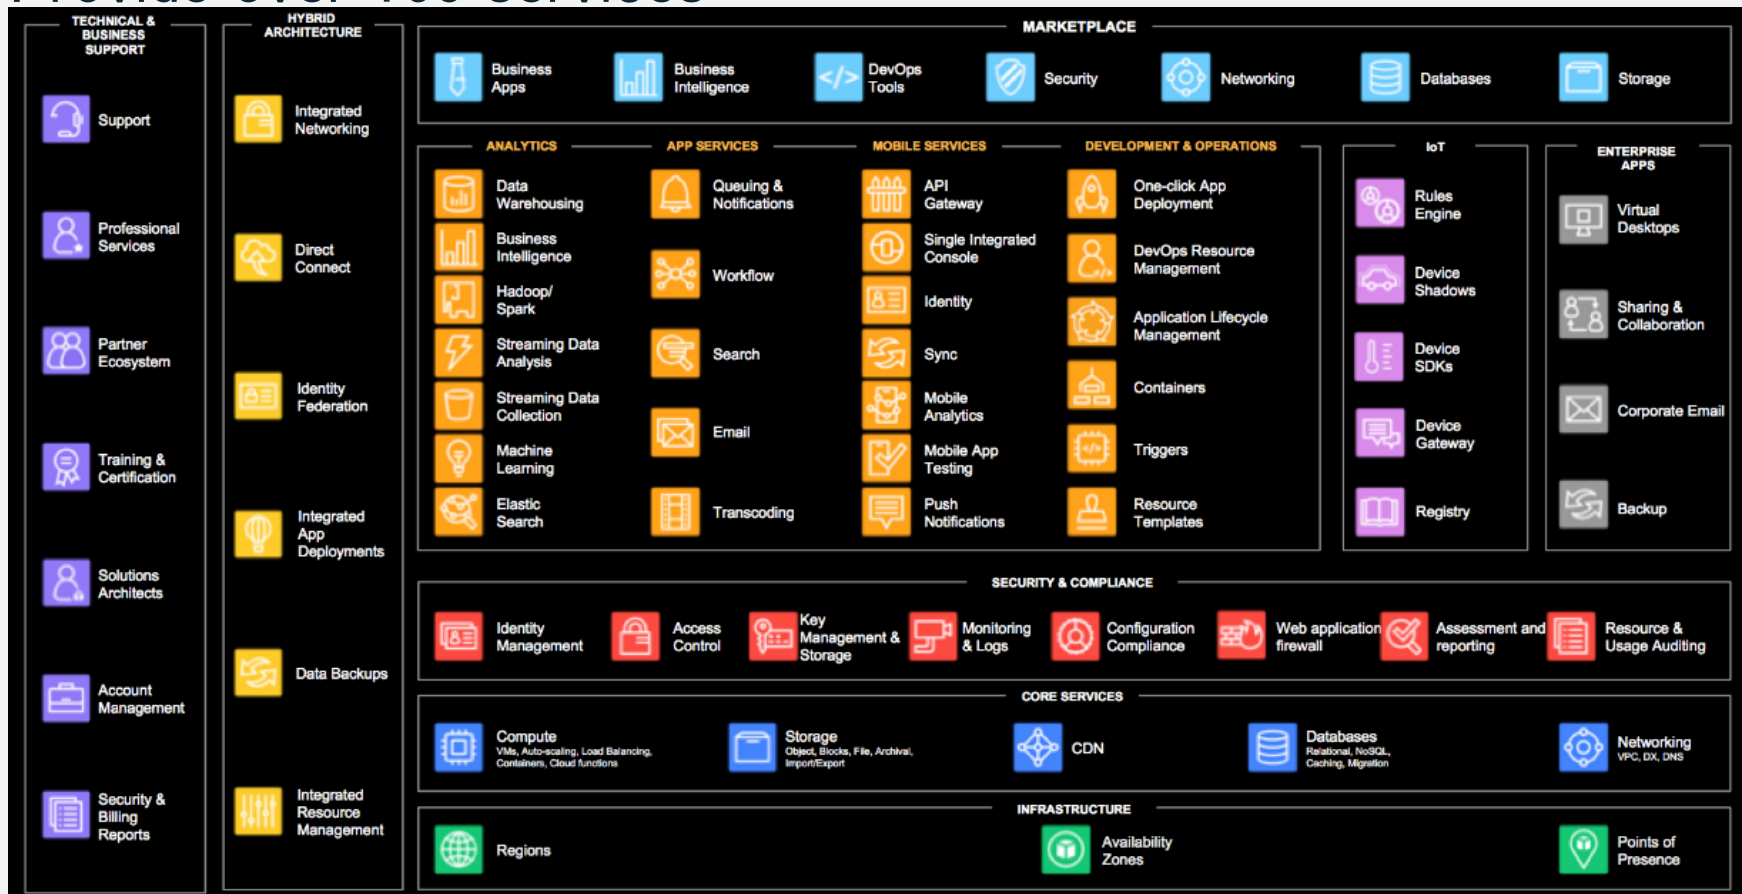 Provide over 100 services
TECHNICAL &
BUSINESS
SUPPORT
Support
Professional
Services
Partner
Ecosystem
Training &
Certification
Solutions
Architects
Account
Management
Security &
Billing
Reports
HYBRID
ARCHITECTURE
Integrated
Networking
Direct
Connect
Identity
Federation
Integrated
App
Deployments
Data Backups
Integrated
Resource
Management
MARKETPLACE
Business
Apps
Business
Intelligence
DevOps
Tools
Security
Networking
Databases
Storage
ANALYTICS
Data
Warehousing
Business
Intelligence
Hadoop/
Spark
Streaming Data
Analysis
Streaming Data
Collection
Machine
Learning
Elastic
Search
APP SERVICES
Queuing &
Notifications
Workflow
Search
Email
Transcoding
MOBILE SERVICES
API
Gateway
Single Integrated
Console
Identity
Sync
Mobile
Analytics
Mobile App
Testing
Push
Notifications
DEVELOPMENT & OPERATIONS
One-click App
Deployment
DevOps Resource
Management
Application Lifecycle
Management
Containers
Triggers
Resource
Templates
IoT
Rules
Engine
Device
Shadows
Device
SDKs
Device
Gateway
Registry
ENTERPRISE
APPS
Virtual
Desktops
Sharing &
Collaboration
Corporate Email
Backup
SECURITY & COMPLIANCE
Identity
Management
Access
Control
Key
Management &
Storage
Monitoring
& Logs
Configuration
Compliance
Web application
firewall
Assessment and
reporting
Resource &
Usage Auditing
CORE SERVICES
Compute
VMs, Auto-scaling, Load Balancing,
Containers, Cloud functions
Storage
Object, Blocks, File, Archival,
Import/Export
CDN
Databases
Relational, NoSQL,
Caching, Migration
Networking
VPC, DX, DNS
INFRASTRUCTURE
Regions
Availability
Zones
Points of
Presence